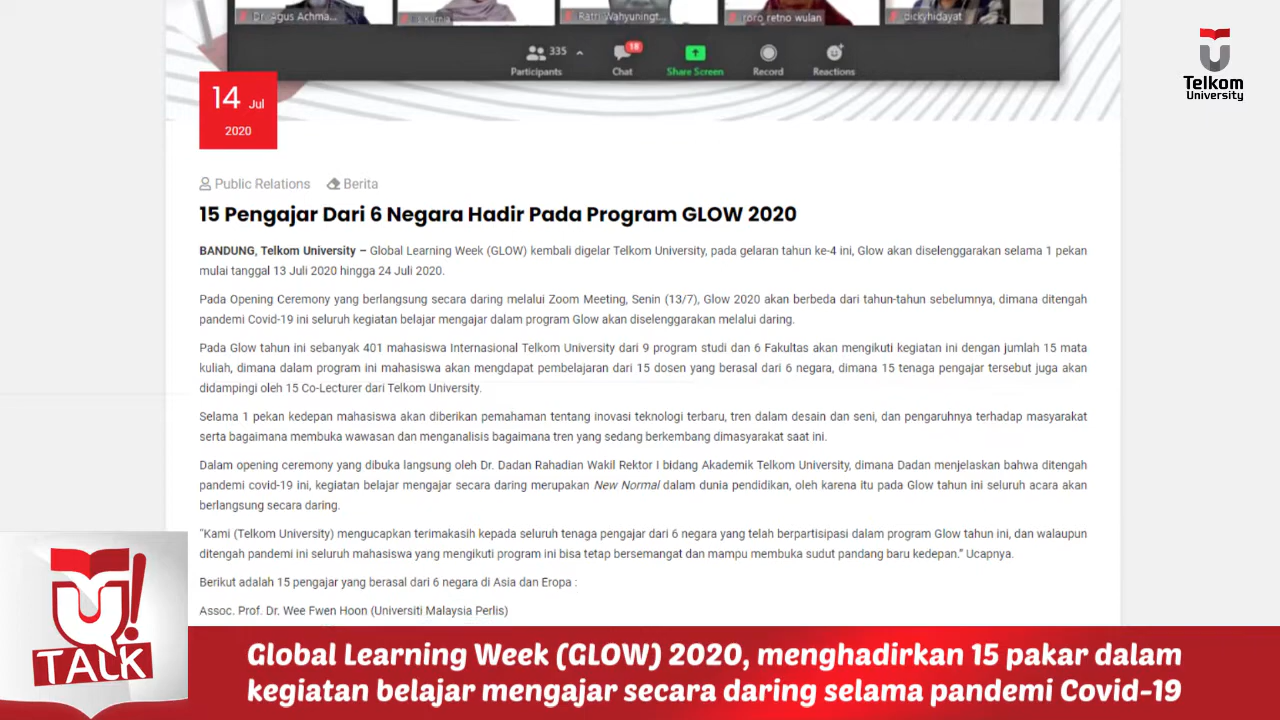 Dr. Agus Achma...
Kurnia
Ratri Wahyuningt...
roro retno wulan
dickyhidayat
335
18
Participants
Chat
Share Screen
Record
Reactions
Telkom
University
14 Jul
2020
Public Relations Berita
15 Pengajar Dari 6 Negara Hadir Pada Program GLOW 2020
BANDUNG, Telkom University – Global Learning Week (GLOW) kembali digelar Telkom University, pada gelaran tahun ke-4 ini, Glow akan diselenggarakan selama 1 pekan
mulai tanggal 13 Juli 2020 hingga 24 Juli 2020.
Pada Opening Ceremony yang berlangsung secara daring melalui Zoom Meeting, Senin (13/7), Glow 2020 akan berbeda dari tahun-tahun sebelumnya, dimana ditengah
pandemi Covid-19 ini seluruh kegiatan belajar mengajar dalam program Glow akan diselenggarakan melalui daring.
Pada Glow tahun ini sebanyak 401 mahasiswa Internasional Telkom University dari 9 program studi dan 6 Fakultas akan mengikuti kegiatan ini dengan jumlah 15 mata
kuliah, dimana dalam program ini mahasiswa akan mengdapat pembelajaran dari 15 dosen yang berasal dari 6 negara, dimana 15 tenaga pengajar tersebut juga akan
didampingi oleh 15 Co-Lecturer dari Telkom University.
Selama 1 pekan kedepan mahasiswa akan diberikan pemahaman tentang inovasi teknologi terbaru, tren dalam desain dan seni, dan pengaruhnya terhadap masyarakat
serta bagaimana membuka wawasan dan menganalisis bagaimana tren yang sedang berkembang dimasyarakat saat ini.
Dalam opening ceremony yang dibuka langsung oleh Dr. Dadan Rahadian Wakil Rektor I bidang Akademik Telkom University, dimana Dadan menjelaskan bahwa ditengah
pandemi covid-19 ini, kegiatan belajar mengajar secara daring merupakan New Normal dalam dunia pendidikan, oleh karena itu pada Glow tahun ini seluruh acara akan
berlangsung secara daring.
“Kami (Telkom University) mengucapkan terimakasih kepada seluruh tenaga pengajar dari 6 negara yang telah berpartisipasi dalam program Glow tahun ini, dan walaupun
ditengah pandemi ini seluruh mahasiswa yang mengikuti program ini bisa tetap bersemangat dan mampu membuka sudut pandang baru kedepan.” Ucapnya.
Berikut adalah 15 pengajar yang berasal dari 6 negara di Asia dan Eropa :
Assoc. Prof. Dr. Wee Fwen Hoon (Universiti Malaysia Perlis)
TALK
Global Learning Week (GLOW) 2020, menghadirkan 15 pakar dalam
kegiatan belajar mengajar secara daring selama pandemi Covid-19